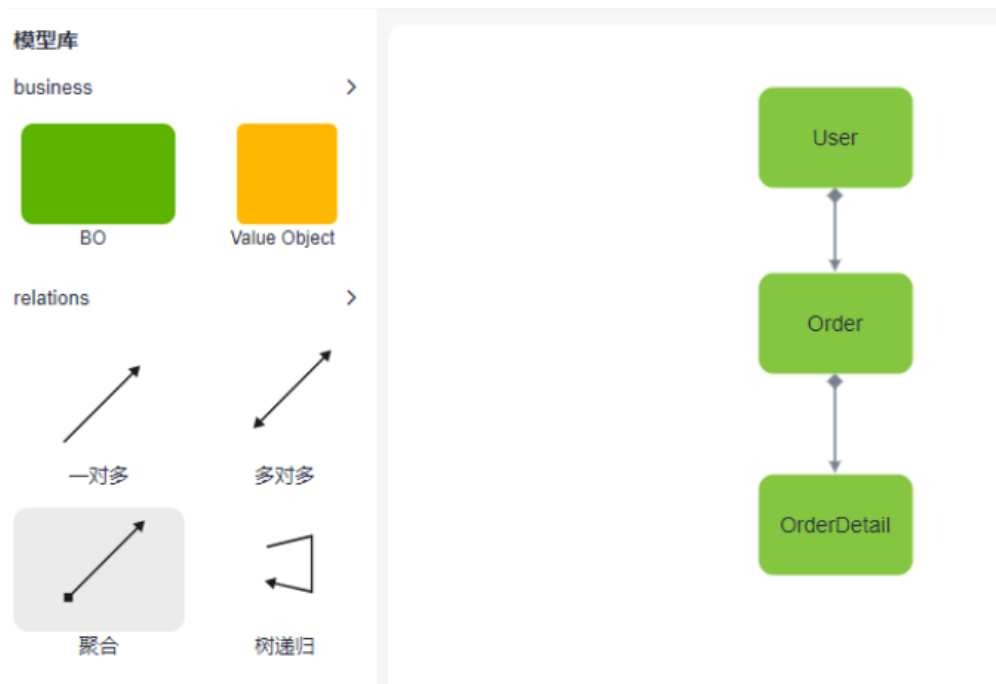 模型库
business
BO
Value Object
relations
一对多
多对多
聚合
树递归
User
Order
OrderDetail